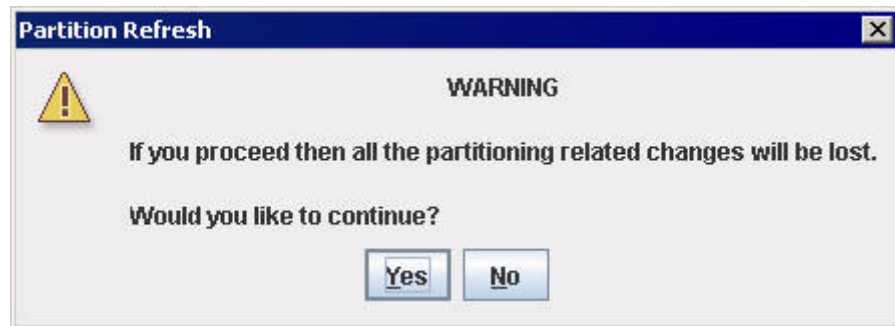 Partition Refresh
WARNING
If you proceed then all the partitioning related changes will be lost.
Would you like to continue?
Yes No